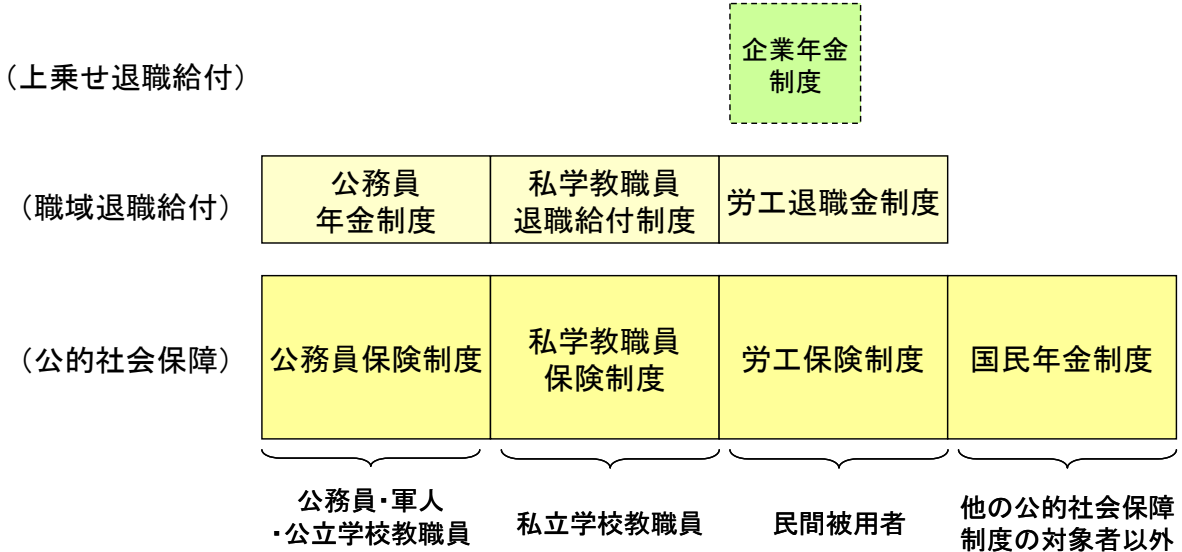 企業年金
制度
（上乗せ退職給付）
（職域退職給付）
公務員
年金制度
私学教職員
退職給付制度
労工退職金制度
（公的社会保障）
公務員保険制度
私学教職員
保険制度
労工保険制度
国民年金制度
公務員・軍人
・公立学校教職員
私立学校教職員
民間被用者
他の公的社会保障
制度の対象者以外